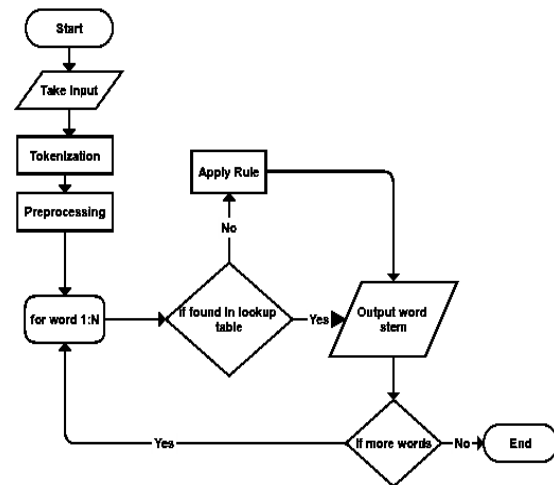 Start
Take Input
Tokenization
Preprocessing
for word 1:N
If found in lookup
table
No
Apply Rule
Yes
Output word
stem
If more words
Yes
No
End